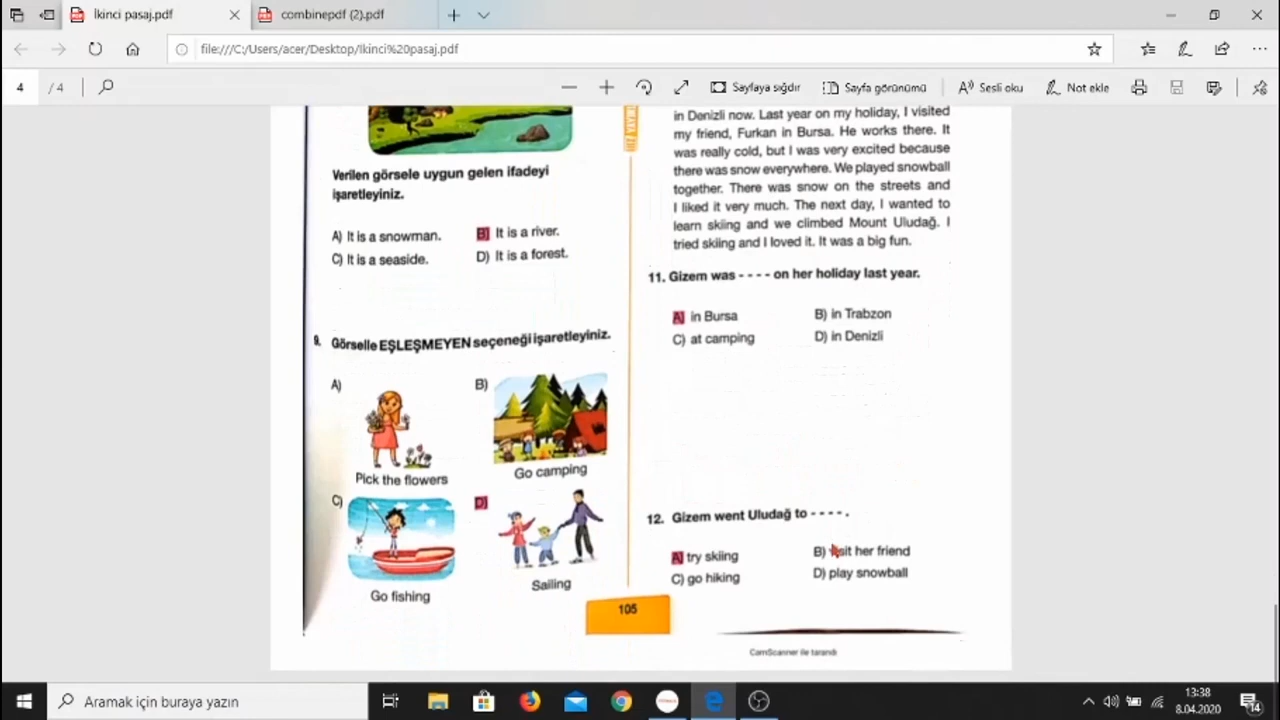 İkinci pasaj.pdf
combinepdf (2).pdf
file:///C:/Users/acer/Desktop/Ikinci%20pasaj.pdf
4 / 4
Sayfaya sığdır
Sayfa görünümü
Sesli oku
Not ekle
Verilen görsele uygun gelen ifadeyi
işaretleyiniz.
A) It is a snowman.
B) It is a river.
C) It is a seaside.
D) It is a forest.
9. Görselle EŞLEŞMEYEN seçeneği işaretleyiniz.
A)
B)
Pick the flowers
Go camping
C)
D)
Go fishing
Sailing
in Denizli now. Last year on my holiday, I visited
my friend, Furkan in Bursa. He works there. It
was really cold, but I was very excited because
there was snow everywhere. We played snowball
together. There was snow on the streets and
I liked it very much. The next day, I wanted to
learn skiing and we climbed Mount Uludağ. I
tried skiing and I loved it. It was a big fun.
11. Gizem was - - - - on her holiday last year.
A) in Bursa
B) in Trabzon
C) at camping
D) in Denizli
12. Gizem went Uludağ to - - - - .
A) try skiing
B) visit her friend
C) go hiking
D) play snowball
105
CamScanner ile tarandı
Aramak için buraya yazın
13:38
8.04.2020
14